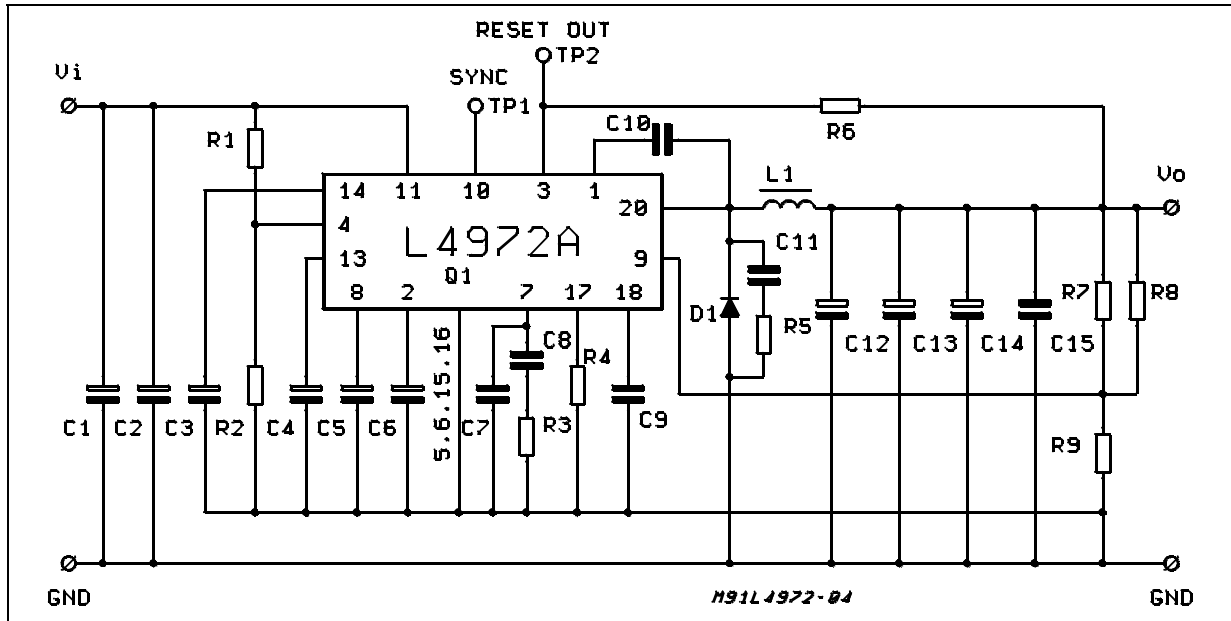 RESET OUT
TP2
Vi
SYNC
TP1
C10
R6
R1
L1
Vo
14
11
10
3
1
20
4
L4972A
C11
13
Q1
9
8
2
7
17
18
D1
R5
R7
R8
C8
R4
C12
C13
C14
C15
5.6.15.16
C1
C2
C3
R2
C4
C5
C6
C7
R3
C9
R9
GND
M91L4972-04
GND